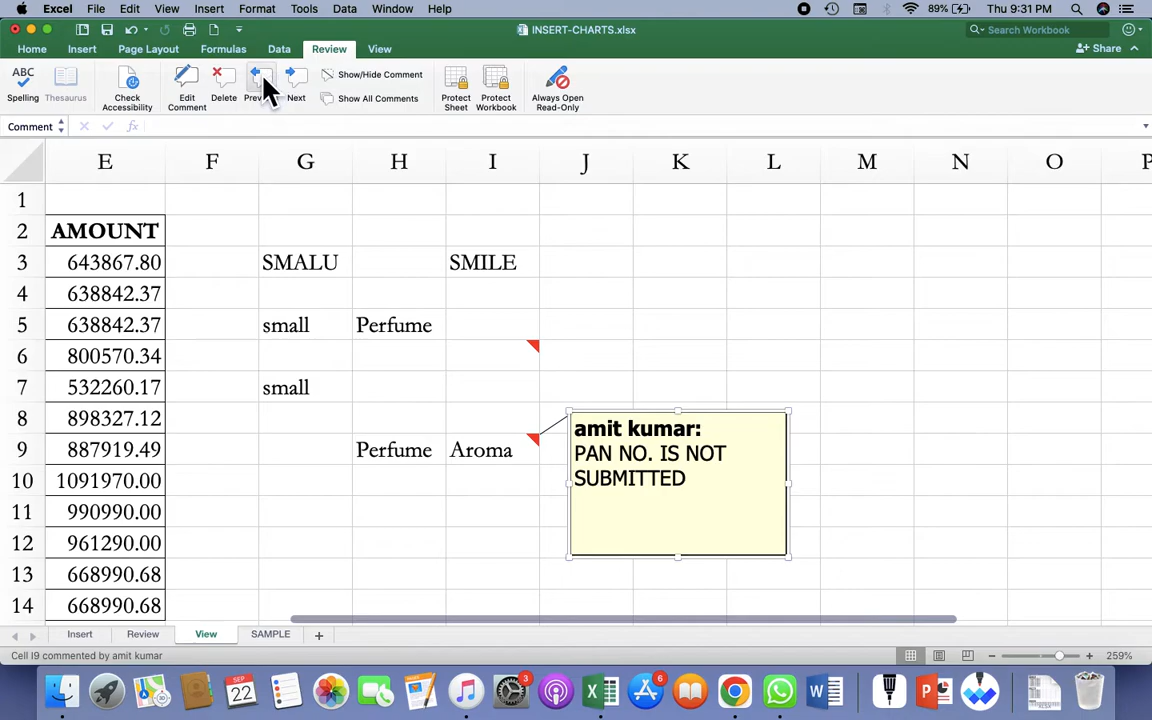 Excel File Edit View Insert Format Tools Data Window Help 89% Thu 9:31 PM
INSERT-CHARTS.xlsx Search Workbook
Home Insert Page Layout Formulas Data Review View Share
ABC Show/Hide Comment
Spelling Thesaurus Check Accessibility Edit Comment Delete Next Show All Comments Protect Sheet Protect Workbook Always Open Read-Only
Comment fx
E F G H I J K L M N O P
1
2 AMOUNT
3 643867.80 SMALU SMILE
4 638842.37
5 638842.37 small Perfume
6 800570.34
7 532260.17 small
8 898327.12
amit kumar:
9 887919.49 Perfume Aroma PAN NO. IS NOT
10 1091970.00 SUBMITTED
11 990990.00
12 961290.00
13 668990.68
14 668990.68
Insert Review View SAMPLE
Cell I9 commented by amit kumar 259%
SEP 22 3 6